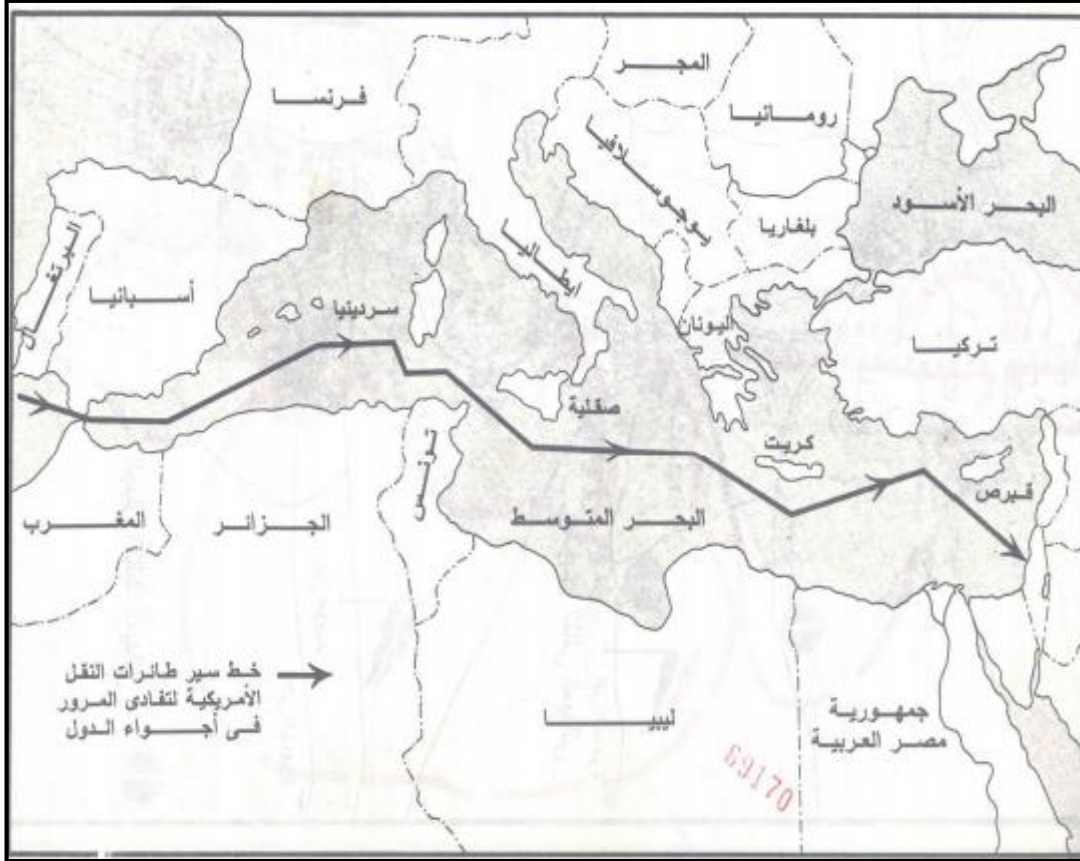 المجر
فرنسا
رومانيا
يوجوسلافيا
البحر الأسود
بلغاريا
البرتغال
أسبانيا
ايطاليا
سردينيا
اليونان
تركيا
صقلية
كريت
قبرص
تونس
المغرب
الجزائر
البحر المتوسط
خط سير طائرات النقل
الأمريكية لتفادى المرور
فى أجواء الدول
ليبيا
جمهورية
مصر العربية
69170